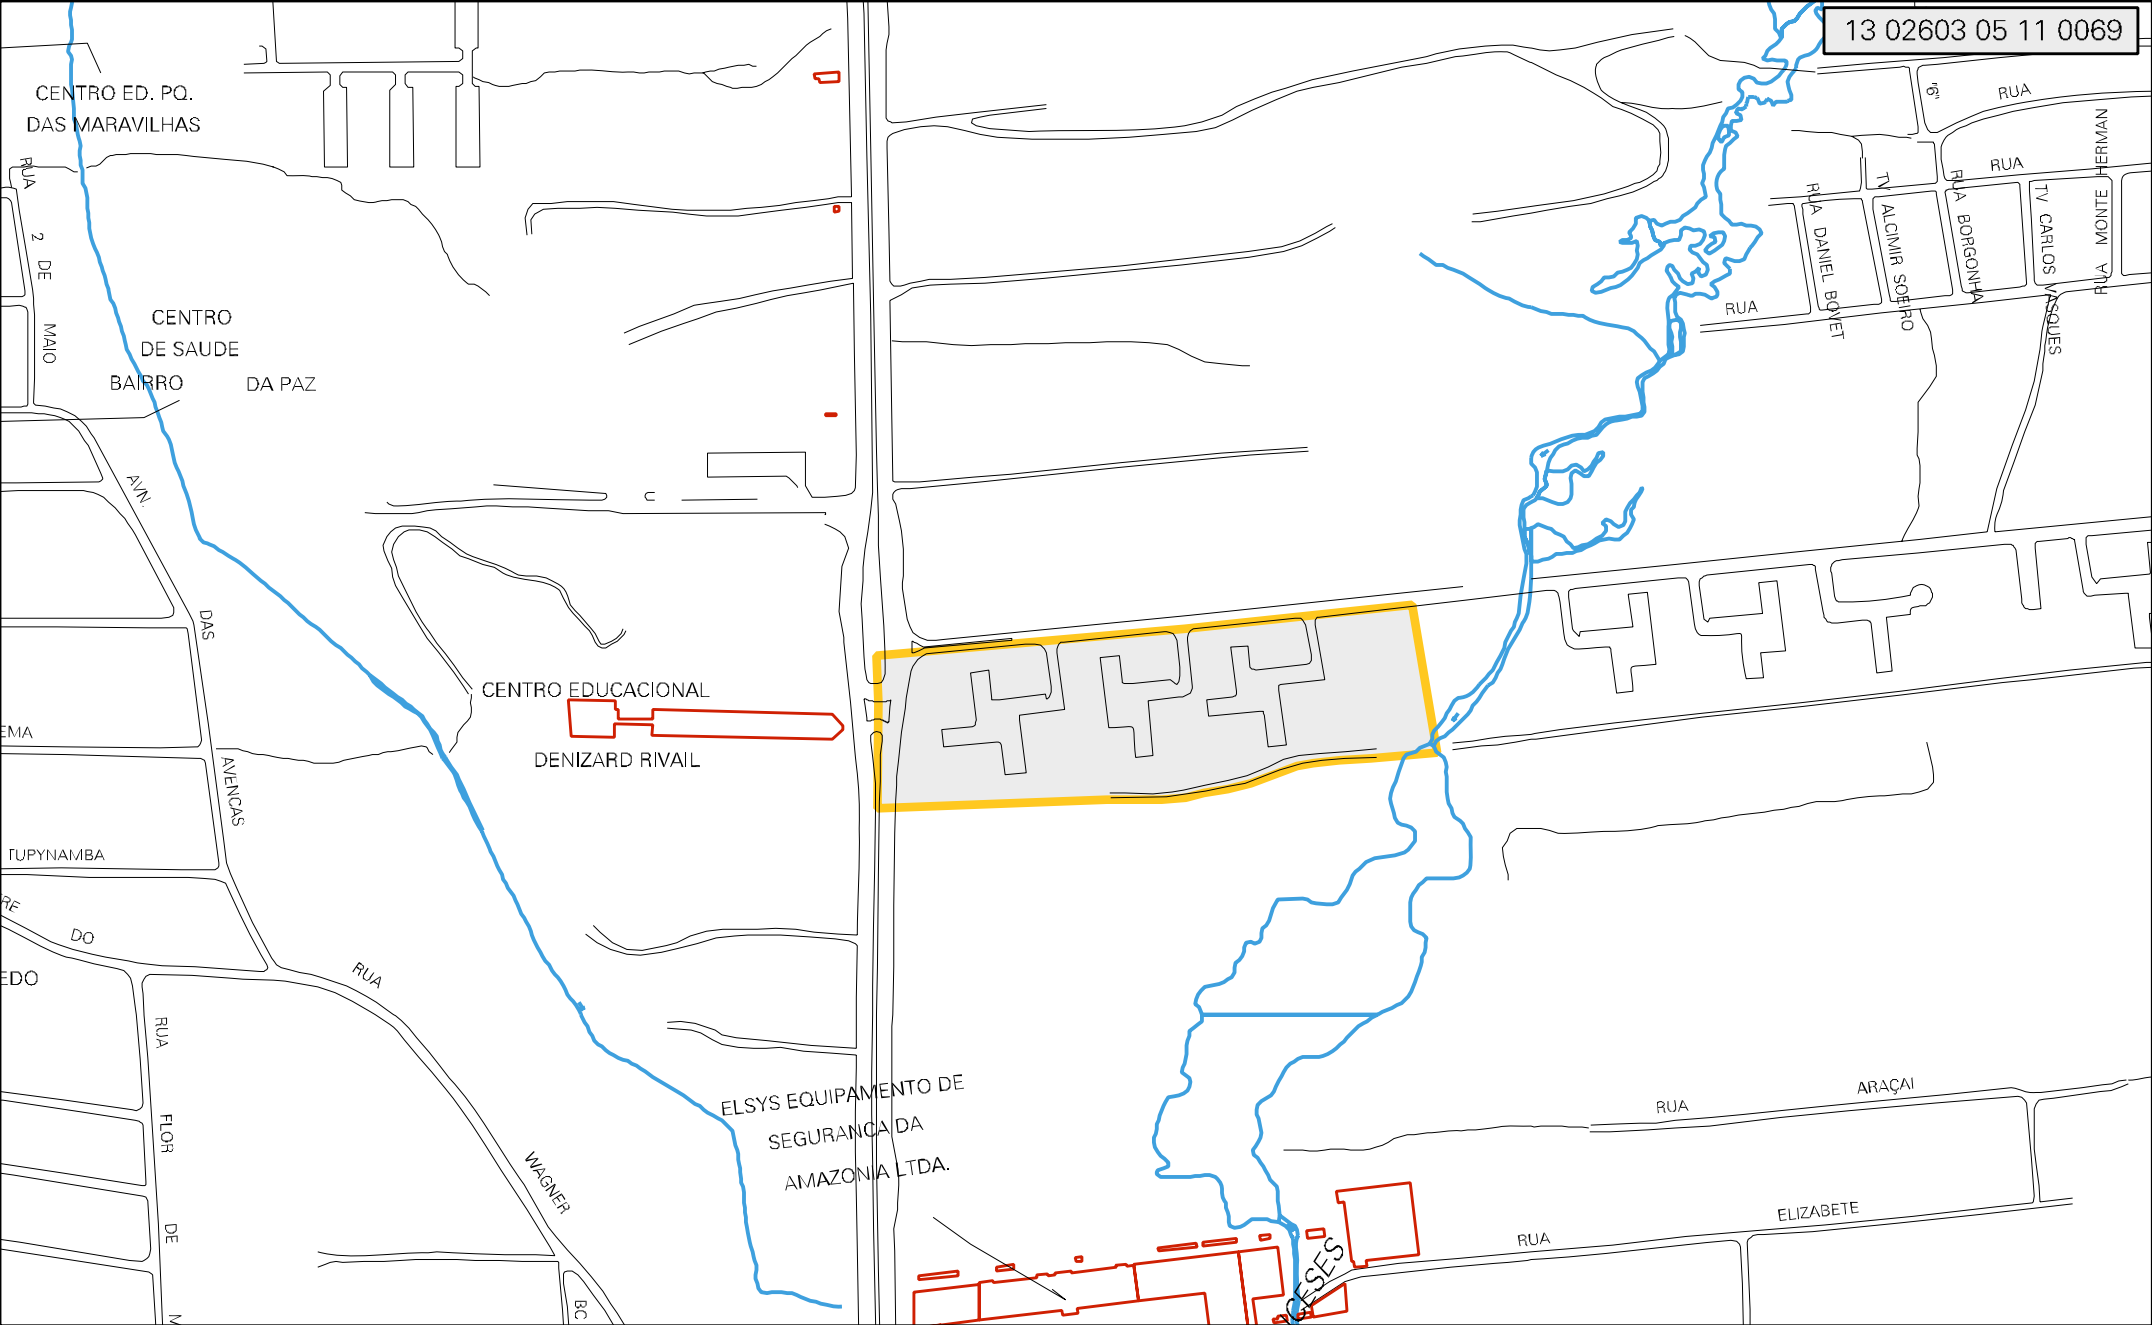 13 02603 05 11 0069
CENTRO ED. PQ.
DAS MARAVILHAS
RUA
2 DE MAIO
CENTRO
DE SAUDE
BAIRRO DA PAZ
AVN.
DAS
AVENCAS
CENTRO EDUCACIONAL
DENIZARD RIVAIL
EMA
TUPYNAMBA
RE
DO
EDO
RUA
WAGNER
RUA
FLOR
DE
M
BC
ELSYS EQUIPAMENTO DE
SEGURANCA DA
AMAZONIA LTDA.
"6"
RUA
RUA
RUA
RUA DANIEL BOVET
TV ALCIMIR SOEIRO
RUA BORGONHA
TV CARLOS VASQUES
RUA MONTE HERMAN
RUA ARAÇAI
RUA ELIZABETE